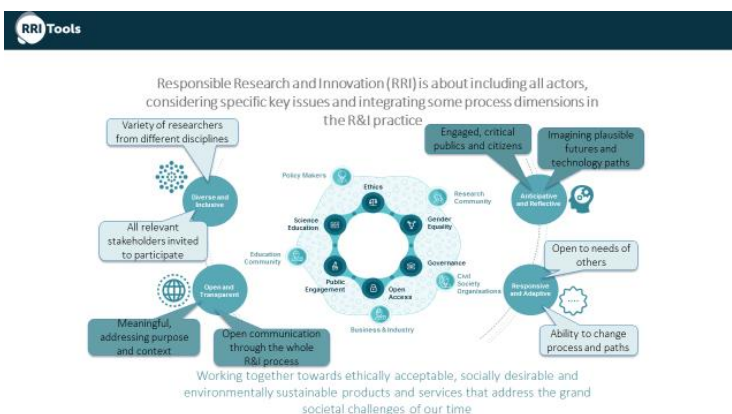 RRI Tools
Responsible Research and Innovation (RRI) is about including all actors,
considering specific key issues and integrating some process dimensions in
the R&I practice
Variety of researchers
from different disciplines
Diverse and
Inclusive
All relevant
stakeholders invited
to participate
Open and
Transparent
Meaningful,
addressing purpose
and context
Open communication
through the whole
R&I process
Policy Makers
Ethics
Research
Community
Science
Education
Gender
Equality
Education
Community
Governance
Public
Engagement
Open
Access
Civil
Society
Organisations
Business & Industry
Engaged, critical
publics and citizens
Imagining plausible
futures and
technology paths
Anticipative
and Reflective
Open to needs of
others
Responsive
and Adaptive
Ability to change
process and paths
Working together towards ethically acceptable, socially desirable and
environmentally sustainable products and services that address the grand
societal challenges of our time